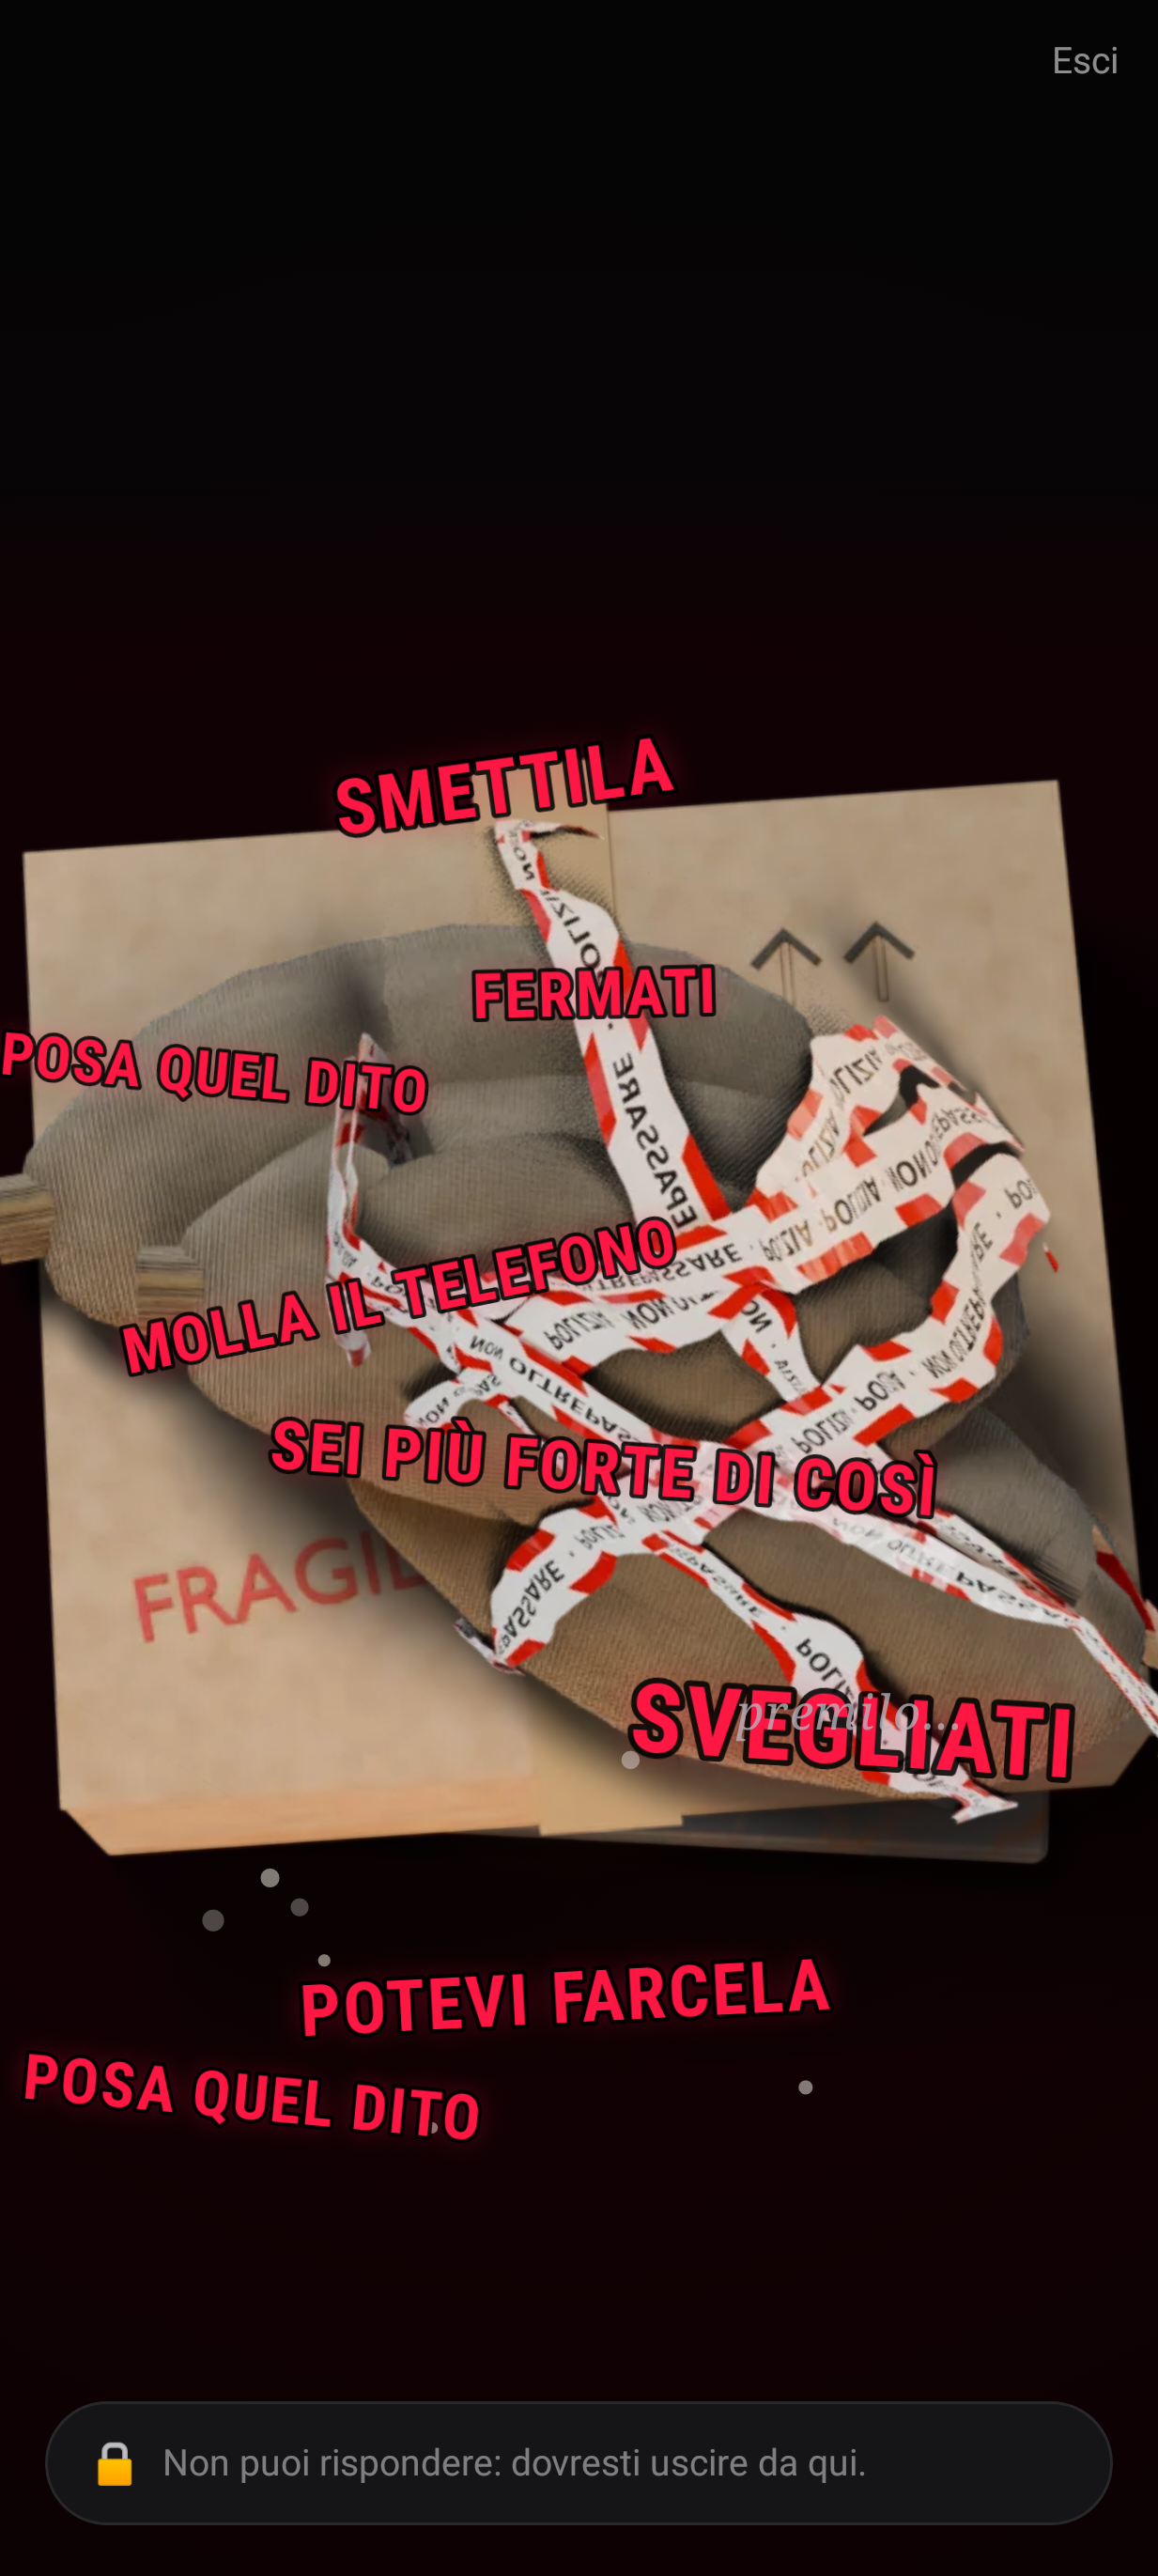 Esci
SMETTILA
FERMATI
POSA QUEL DITO
EPASSARE
MOLLA IL TELEFONO
SEI PIÙ FORTE DI COSÌ
FRAGIL
SVEGLIATI
premilo...
POTEVI FARCELA
POSA QUEL DITO
Non puoi rispondere: dovresti uscire da qui.